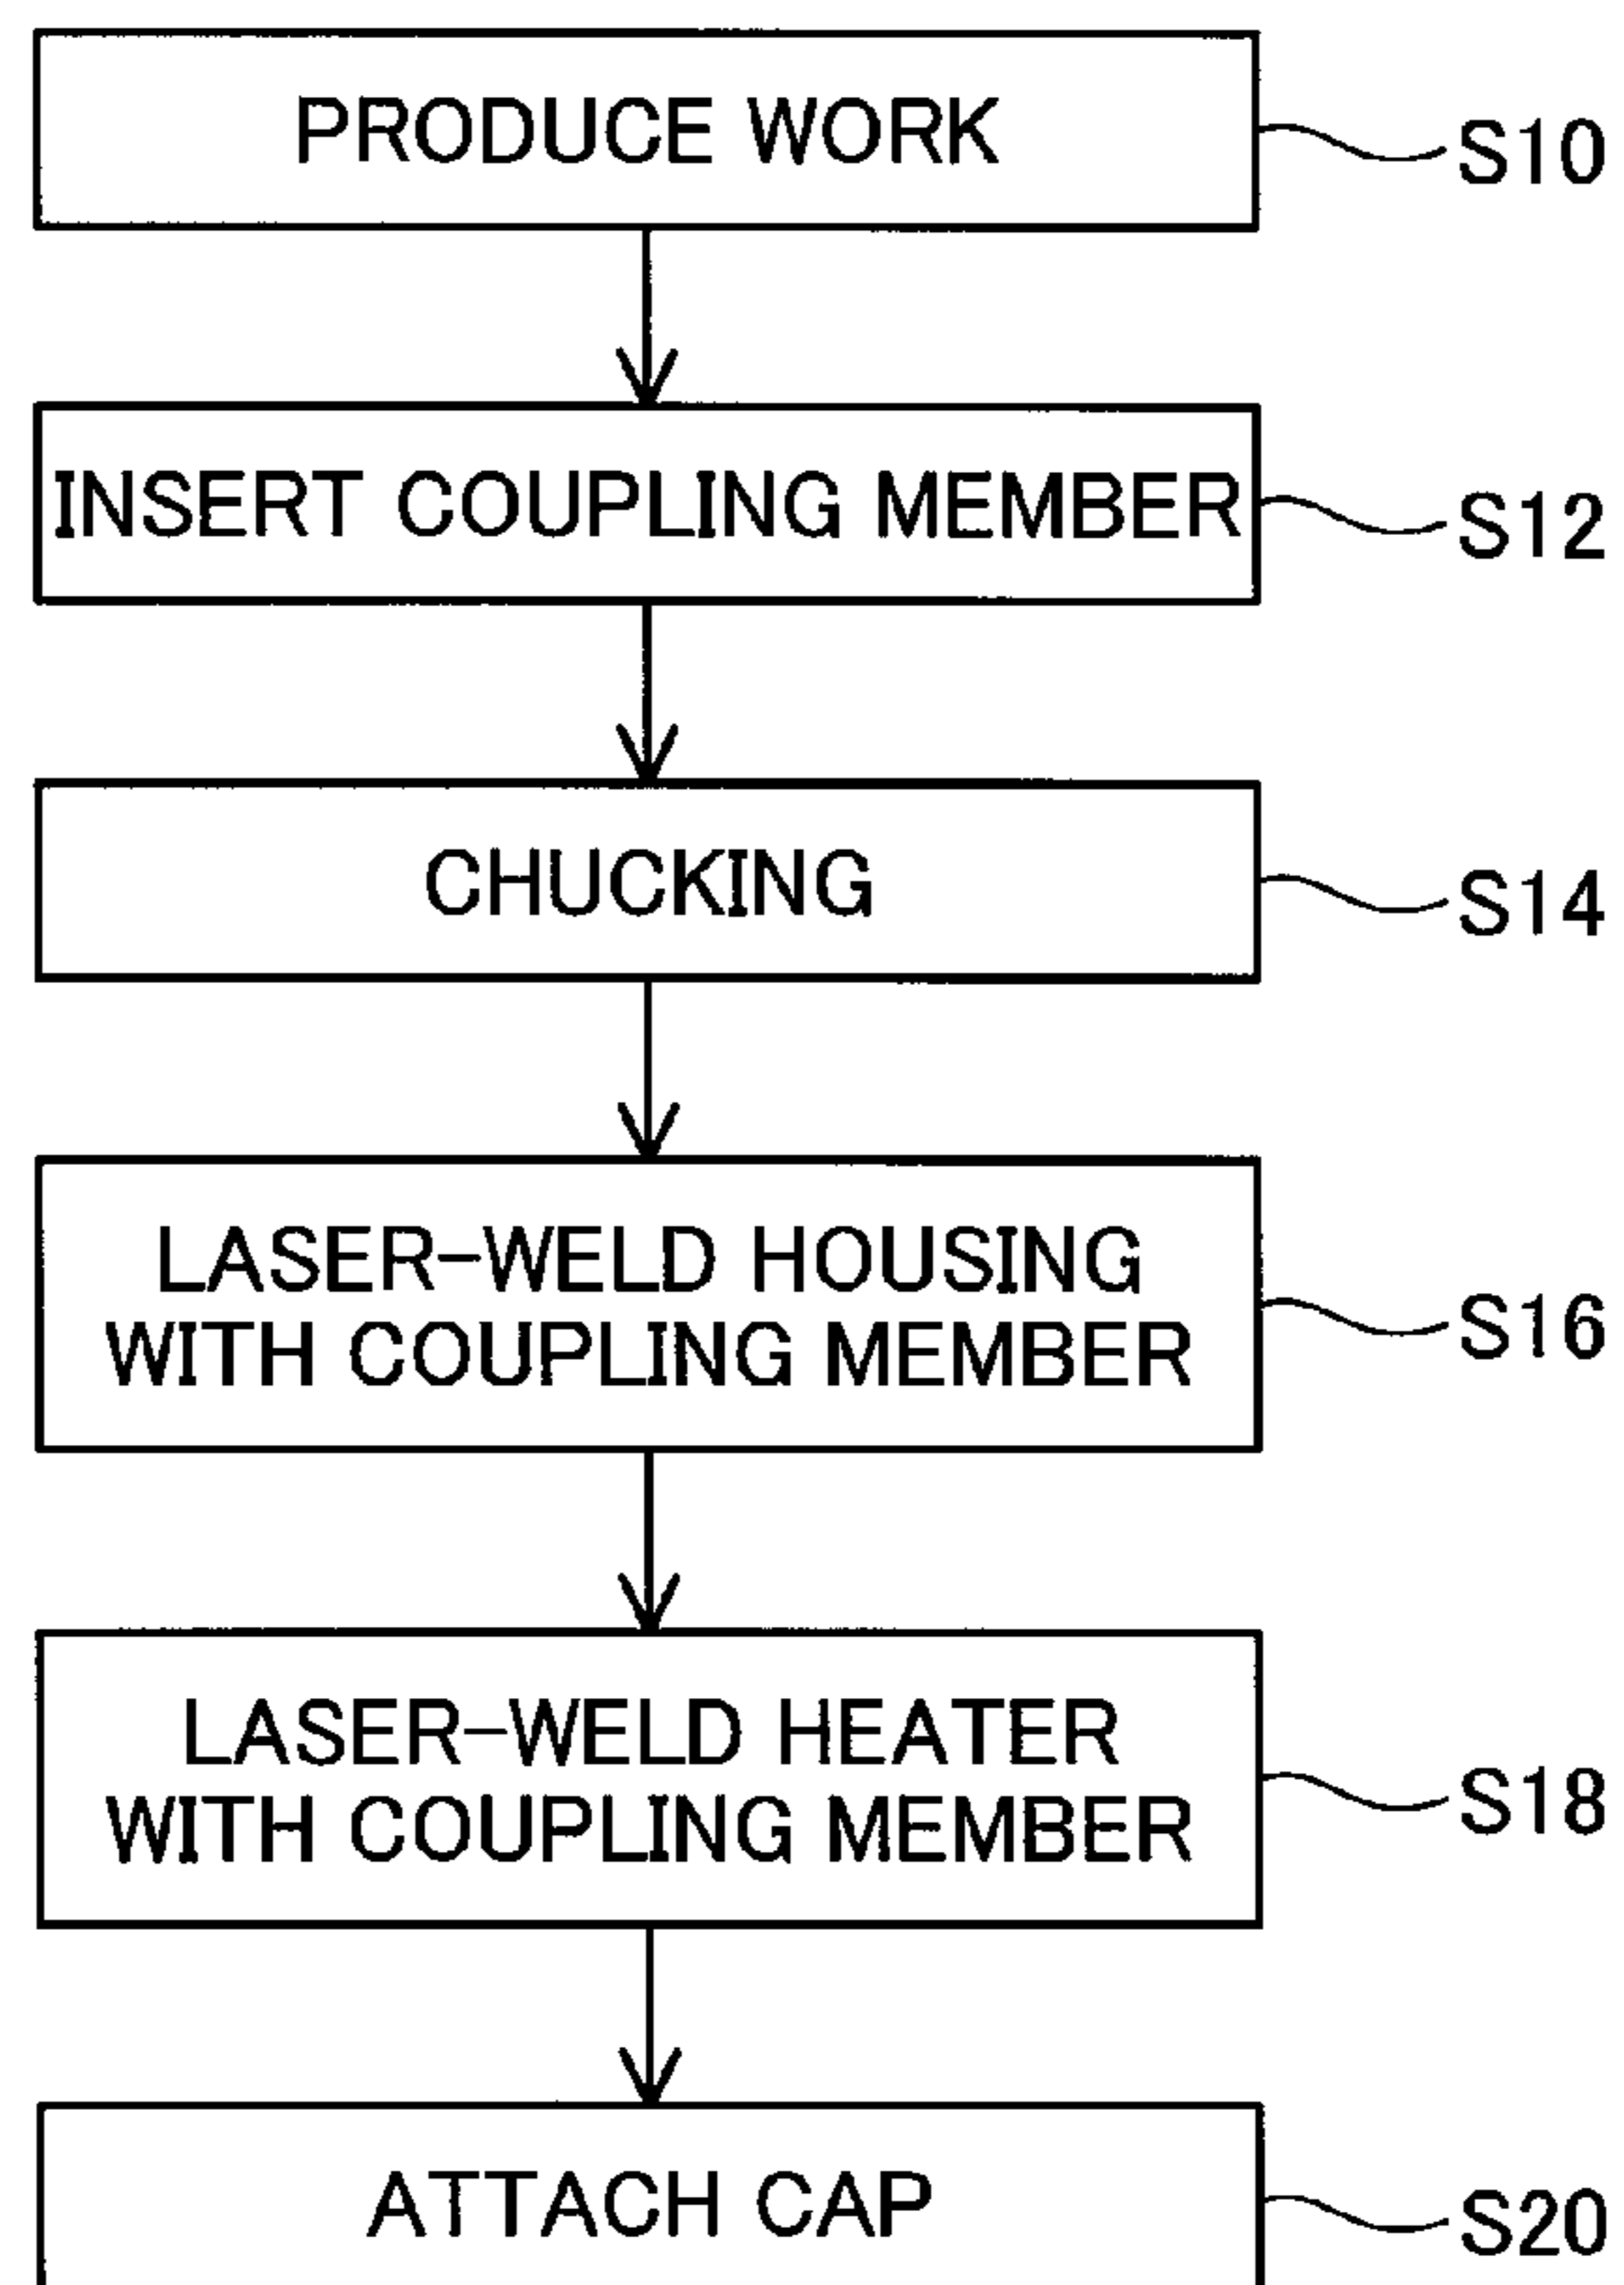 PRODUCE WORK
S10
INSERT COUPLING MEMBER
S12
CHUCKING
S14
LASER-WELD HOUSING
WITH COUPLING MEMBER
S16
LASER-WELD HEATER
WITH COUPLING MEMBER
S18
ATTACH CAP
S20